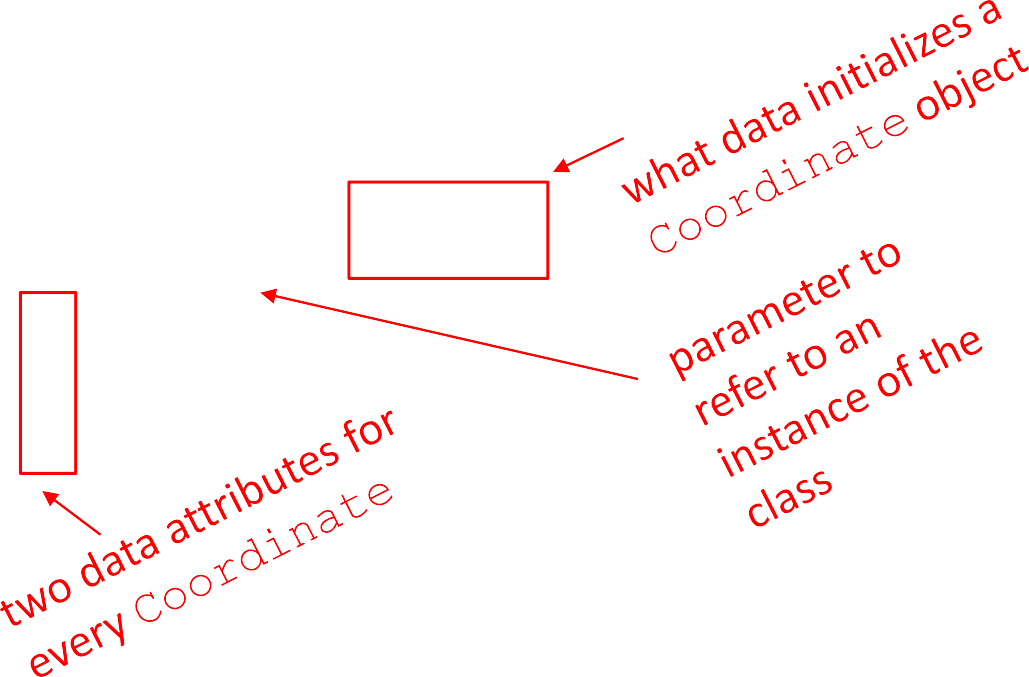 what data initializes a
Coordinate object
parameter to
refer to an
instance of the
class
two data attributes for
every Coordinate